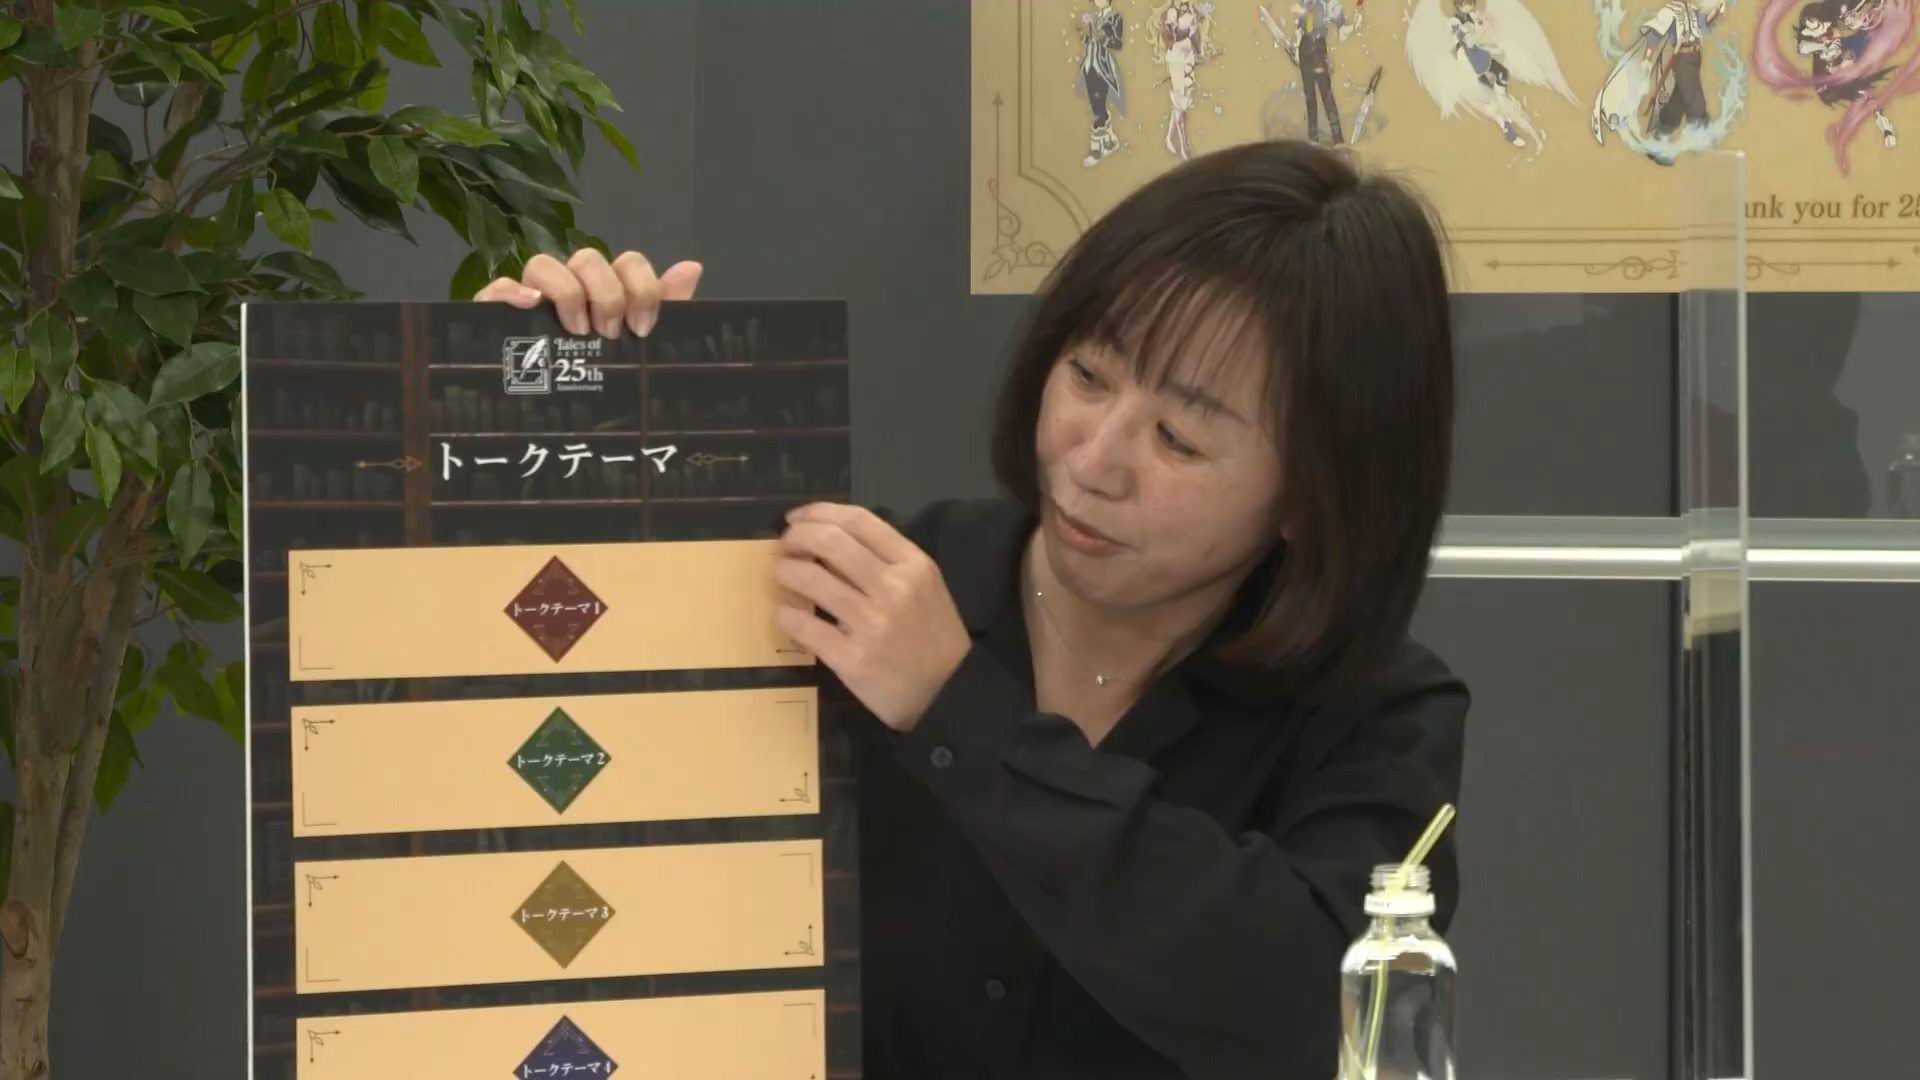 Tales of
SERIES
25th
Anniversary
トークテーマ
トークテーマ1
トークテーマ2
トークテーマ3
トークテーマ4
ank you for 25